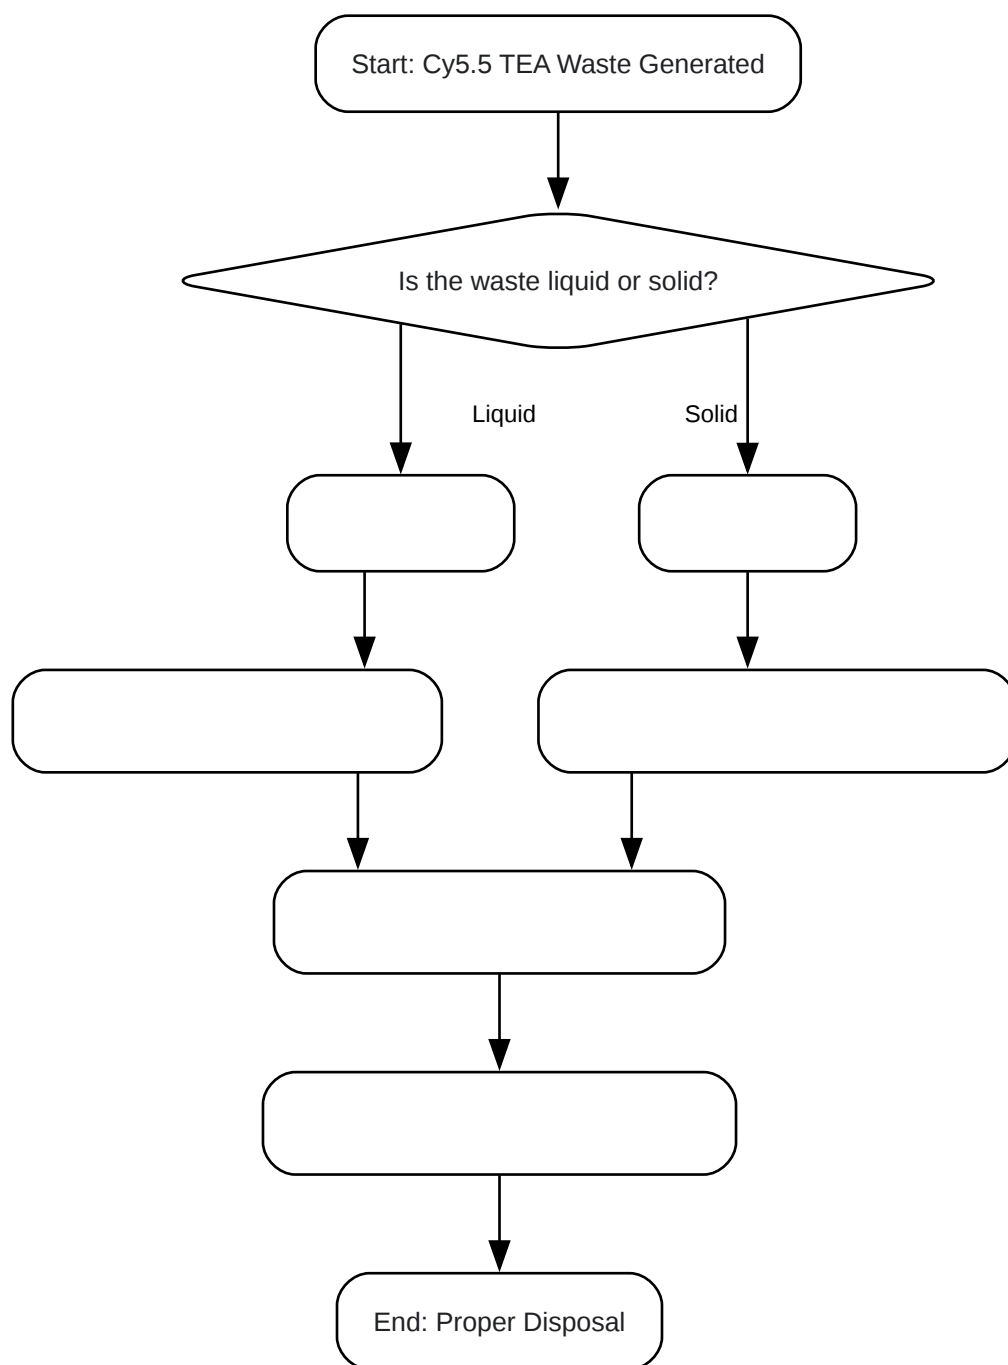 Start: Cy5.5 TEA Waste Generated
Is the waste liquid or solid?
Liquid
Solid
End: Proper Disposal